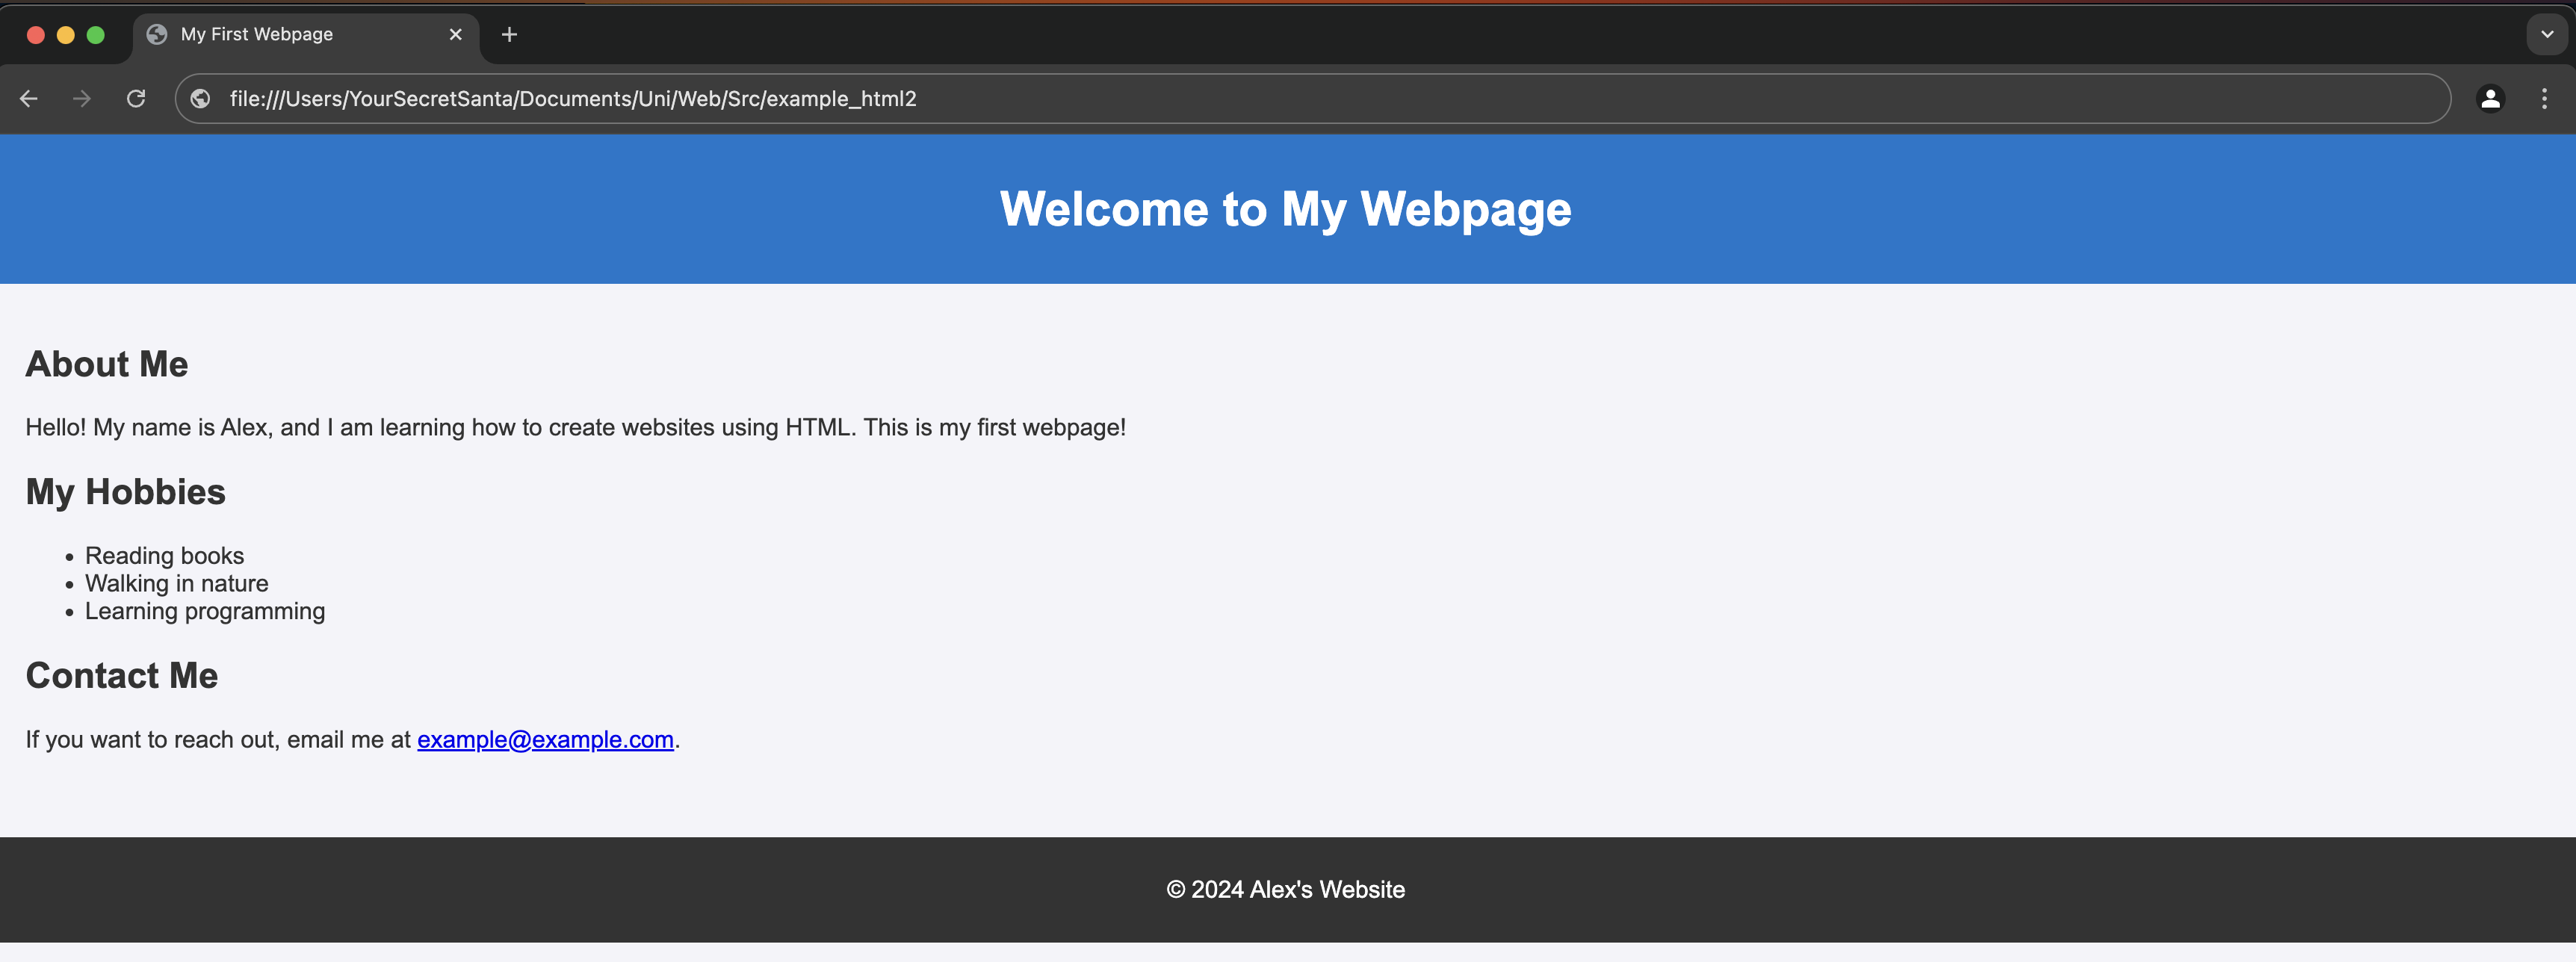 My First Webpage
file:///Users/YourSecretSanta/Documents/Uni/Web/Src/example_html2
Welcome to My Webpage
About Me
Hello! My name is Alex, and I am learning how to create websites using HTML. This is my first webpage!
My Hobbies
• Reading books
• Walking in nature
• Learning programming
Contact Me
If you want to reach out, email me at example@example.com.
© 2024 Alex's Website